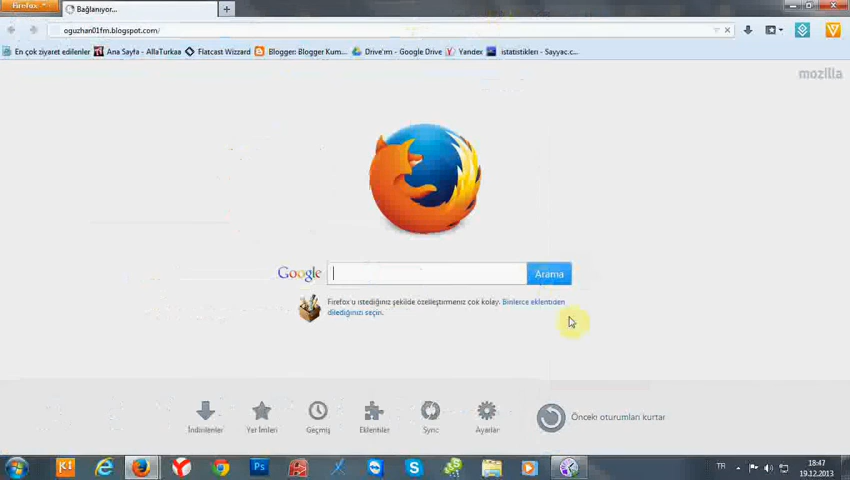 Firefox
Bağlanıyor...
oguzhan01fm.blogspot.com/
En çok ziyaret edilenler
Ana Sayfa - AllaTurkaa
Flatcast Wizzard
Blogger: Blogger Kum...
Drive'ım - Google Drive
Yandex
istatistikleri - Sayyac.c...
mozilla
Google
Arama
Firefox'u istediğiniz şekilde özelleştirmeniz çok kolay. Binlerce eklentiden
dilediğinizi seçin.
İndirilenler
Yer İmleri
Geçmiş
Eklentiler
Sync
Ayarlar
Önceki oturumları kurtar
Ps
TR
18:47
19.12.2013